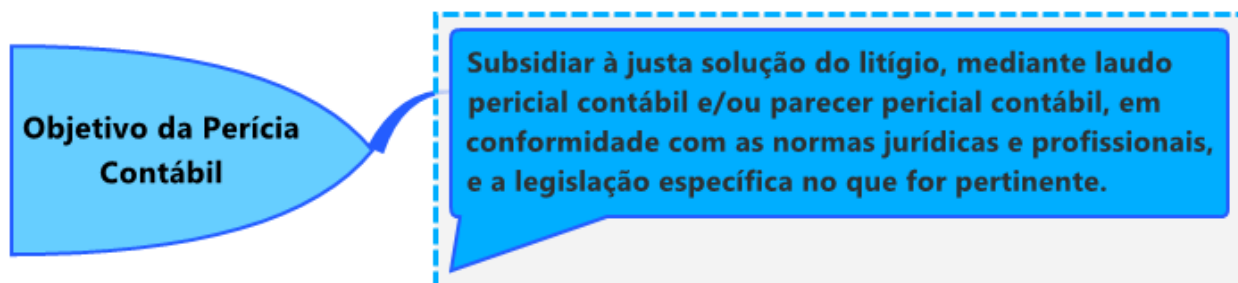 Objetivo da Perícia
Contábil
Subsidiar à justa solução do litígio, mediante laudo
pericial contábil e/ou parecer pericial contábil, em
conformidade com as normas jurídicas e profissionais,
e a legislação específica no que for pertinente.